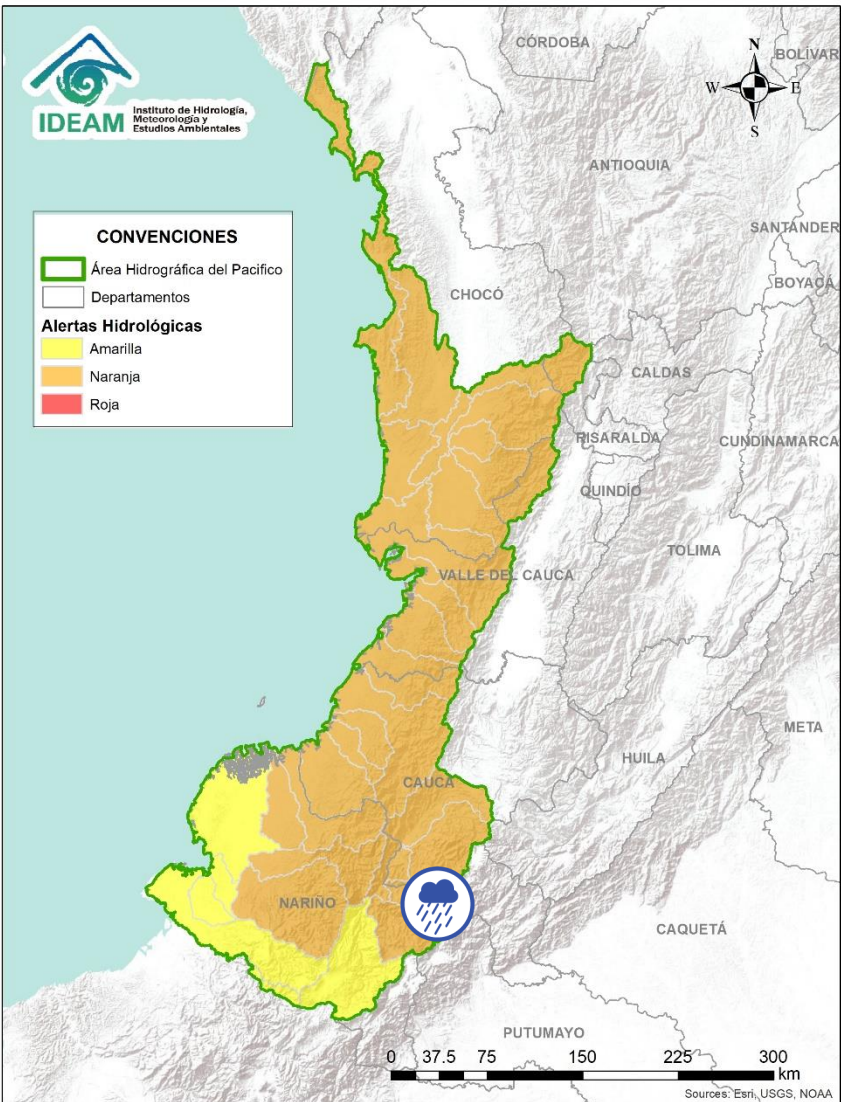 IDEAM
Instituto de Hidrología,
Meteorología y
Estudios Ambientales
N
W
E
S
CÓRDOBA
BOLÍVAR
ANTIOQUIA
SANTANDER
BOYACÁ
CHOCÓ
CALDAS
RISARALDA
CUNDINAMARCA
QUINDÍO
TOLIMA
VALLE DEL CAUCA
META
HUILA
CAUCA
NARIÑO
CAQUETÁ
PUTUMAYO
CONVENCIONES
Área Hidrográfica del Pacifico
Departamentos
Alertas Hidrológicas
Amarilla
Naranja
Roja
0 37.5 75 150 225 300
km
Sources: Esri, USGS, NOAA